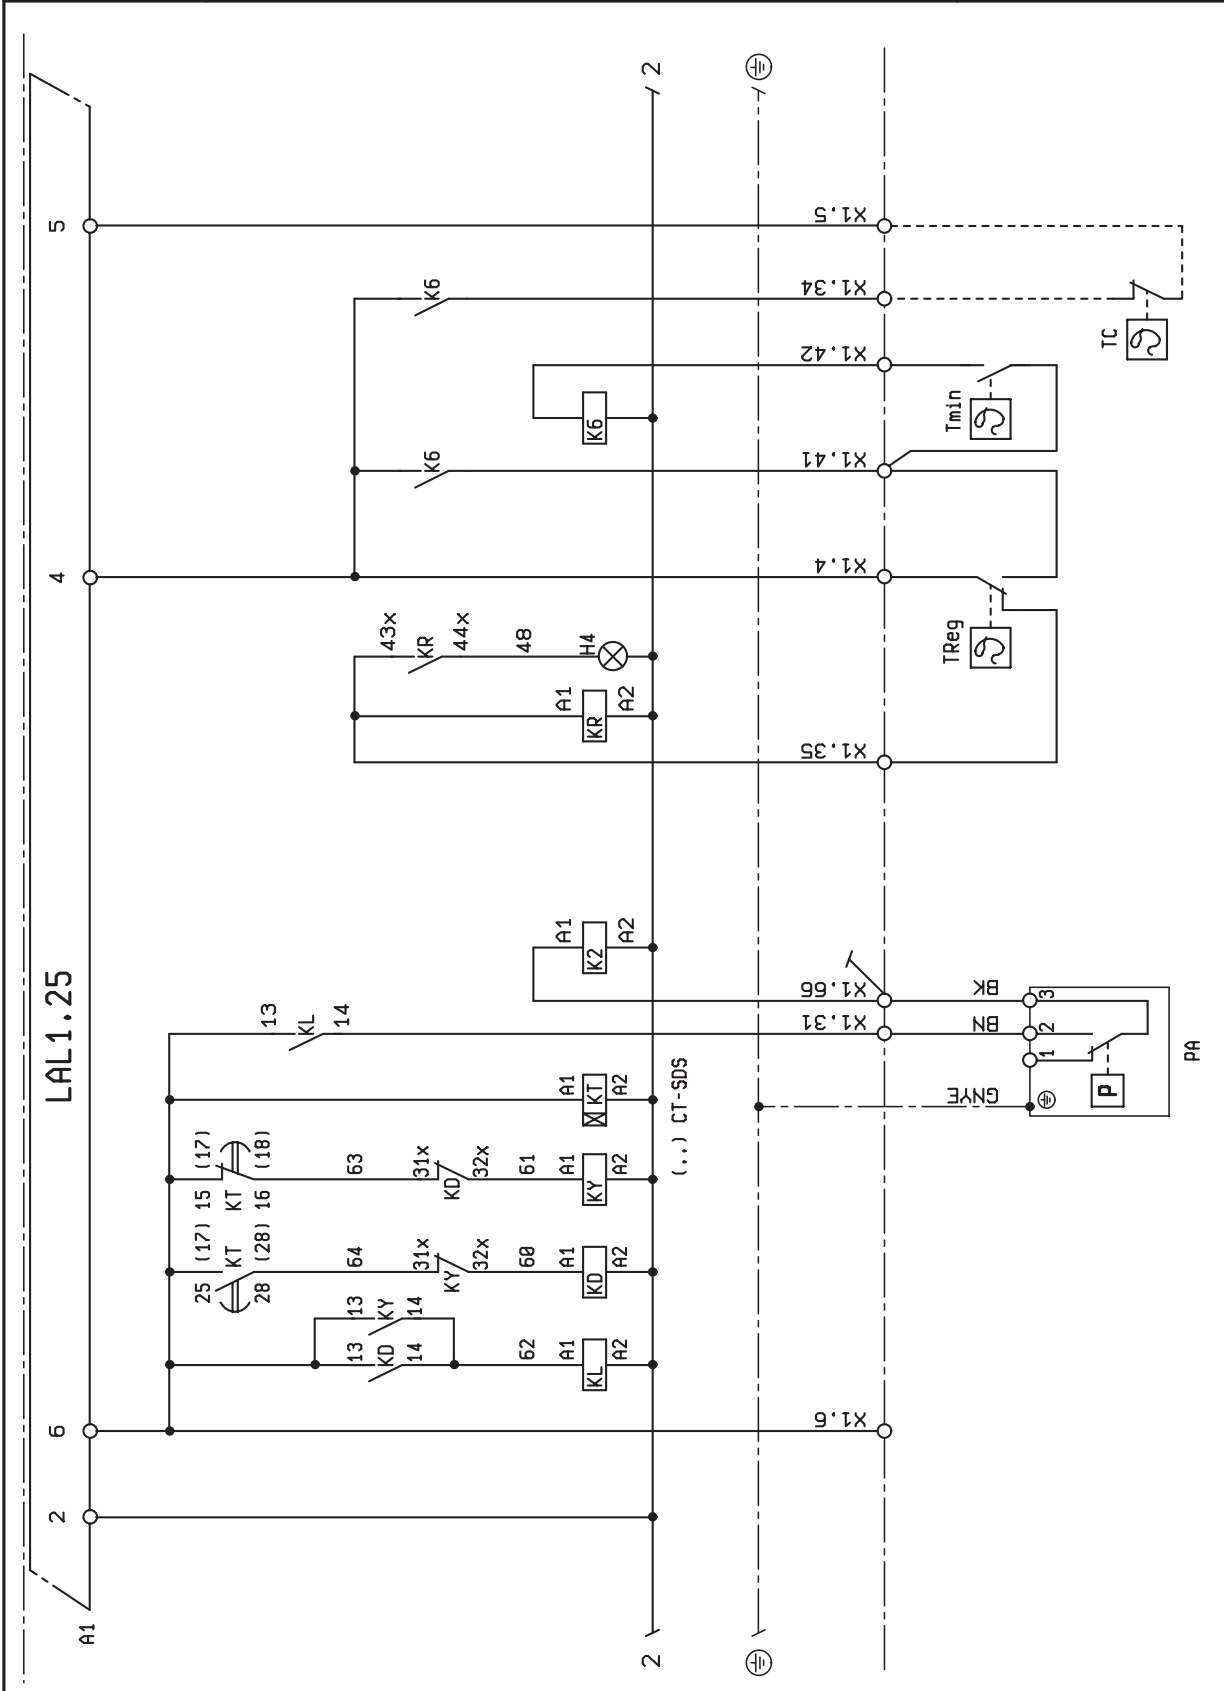 LAL1.25
A1
2
6
4
5
2
2
62
A1
KL
A2
13
KD
14
13
KY
14
25
28
KT
(17)
(28)
64
31x
KY
32x
60
A1
KD
A2
15
KT
16
(17)
(18)
63
31x
KD
32x
61
A1
KY
A2
A1
KT
A2
(..) CT-SDS
13
KL
14
A1
K2
A2
A1
KR
A2
43x
KR
44x
48
H4
K6
K6
K6
X1.6
X1.31
X1.66
X1.35
X1.4
X1.41
X1.42
X1.34
X1.5
GNYE
BN
BK
1
2
3
P
PA
TReg
Tmin
TC